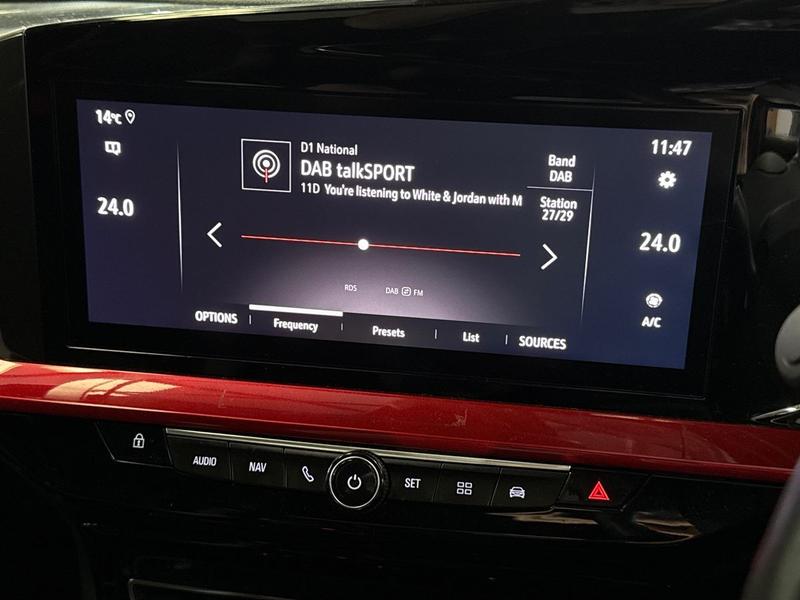 14°C
11:47
D1 National
DAB talkSPORT
11D You're listening to White & Jordan with M
Band
DAB
Station
27/29
24.0
24.0
RDS
DAB FM
A/C
OPTIONS
Frequency
Presets
List
SOURCES
AUDIO
NAV
SET